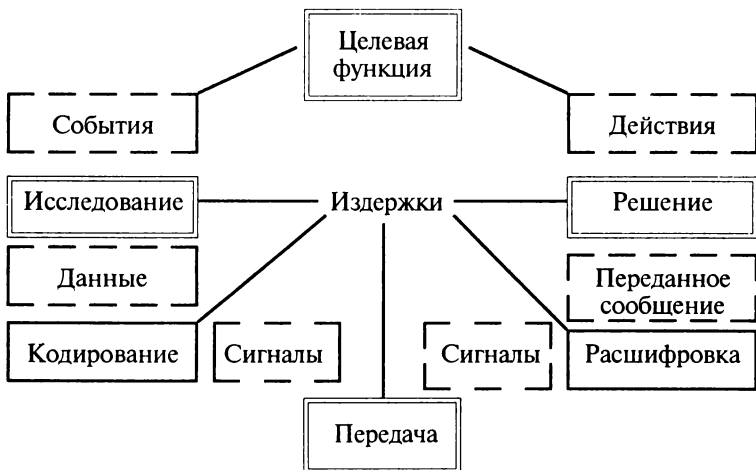 Целевая
функция
События
Действия
Исследование
Издержки
Решение
Данные
Переданное
сообщение
Кодирование
Сигналы
Сигналы
Расшифровка
Передача